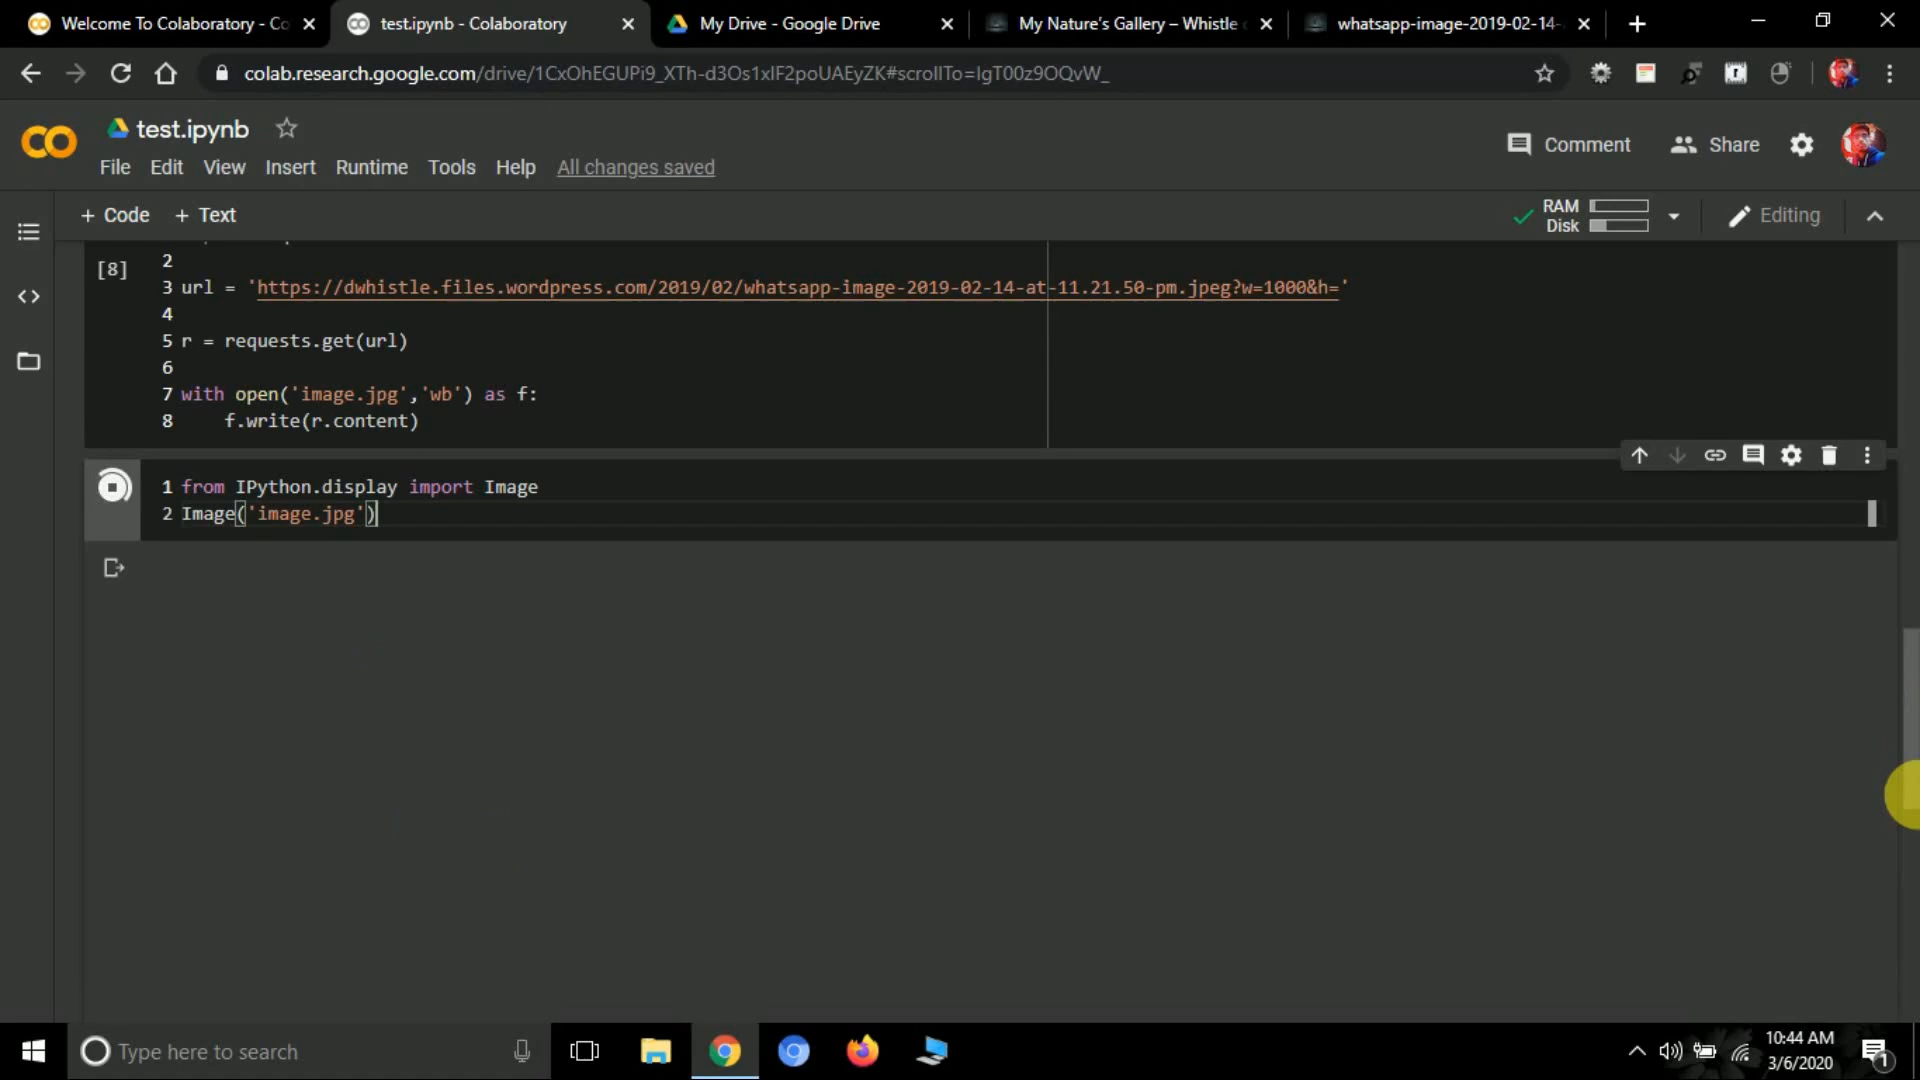 Welcome To Colaboratory - Co
test.ipynb - Colaboratory
My Drive - Google Drive
My Nature's Gallery – Whistle
whatsapp-image-2019-02-14-
colab.research.google.com/drive/1CxOhEGUPi9_XTh-d3Os1xIF2poUAEyZK#scrollTo=IgT00z9OQvW_
test.ipynb
Comment
Share
File Edit View Insert Runtime Tools Help All changes saved
+ Code + Text
RAM
Disk
Editing
[8]
2
3 url = 'https://dwhistle.files.wordpress.com/2019/02/whatsapp-image-2019-02-14-at-11.21.50-pm.jpeg?w=1000&h='
4
5 r = requests.get(url)
6
7 with open('image.jpg','wb') as f:
8 f.write(r.content)
1 from IPython.display import Image
2 Image('image.jpg')
Type here to search
10:44 AM
3/6/2020
1